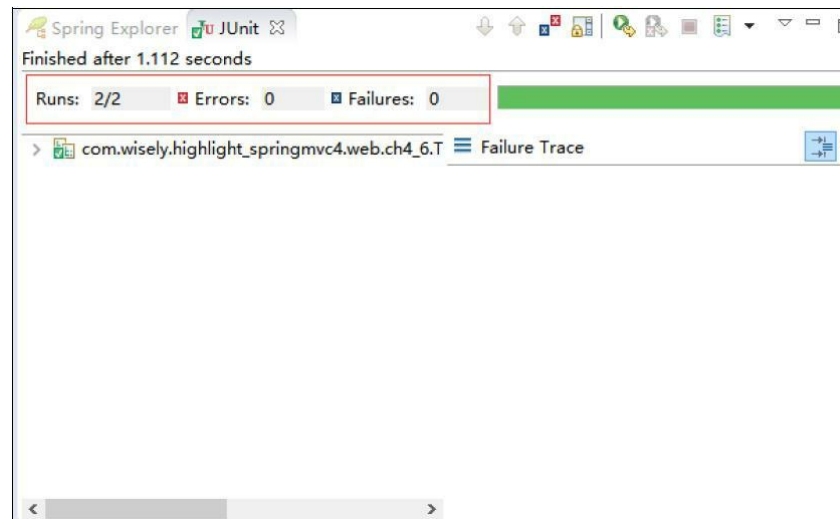 Spring Explorer JUnit
Finished after 1.112 seconds
Runs: 2/2 Errors: 0 Failures: 0
com.wisely.highlight_springmvc4.web.ch4_6.T Failure Trace